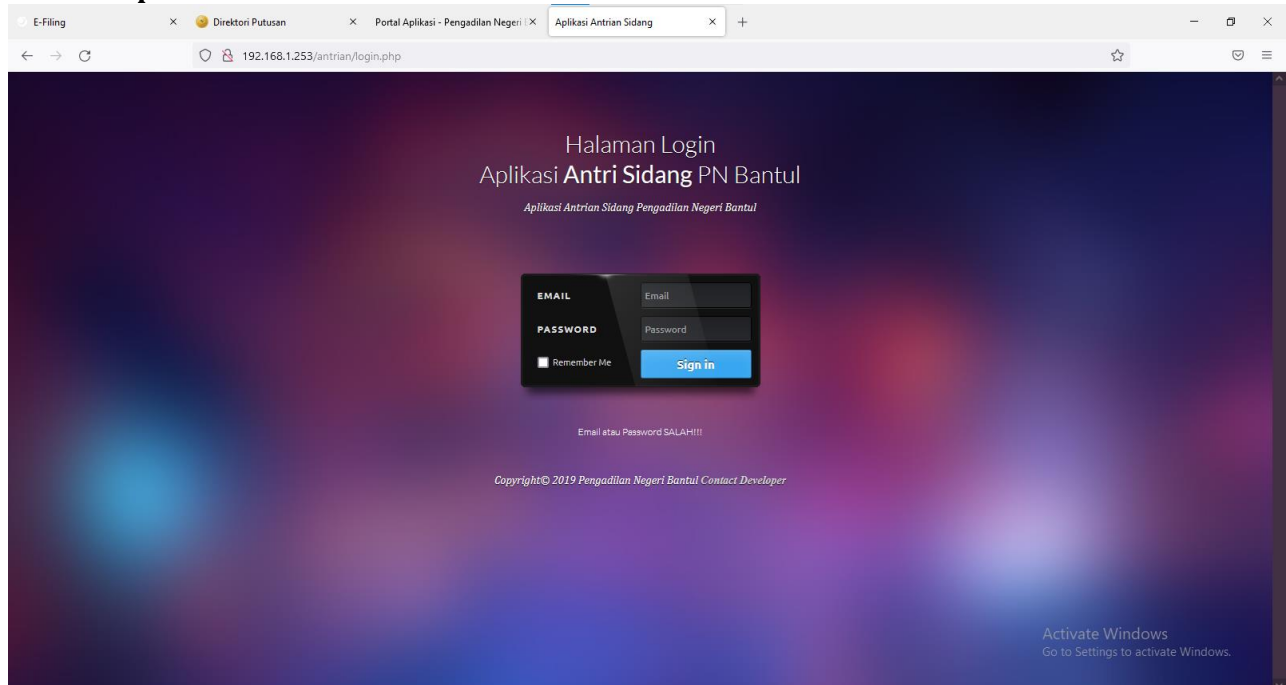 E-Filing
Direktori Putusan
Portal Aplikasi - Pengadilan Negeri
Aplikasi Antrian Sidang
192.168.1.253/antrian/login.php
Halaman Login
Aplikasi Antri Sidang PN Bantul
Aplikasi Antrian Sidang Pengadilan Negeri Bantul
EMAIL Email
PASSWORD Password
Remember Me Sign in
Email atau Password SALAH!!!
Copyright© 2019 Pengadilan Negeri Bantul Contact Developer
Activate Windows
Go to Settings to activate Windows.